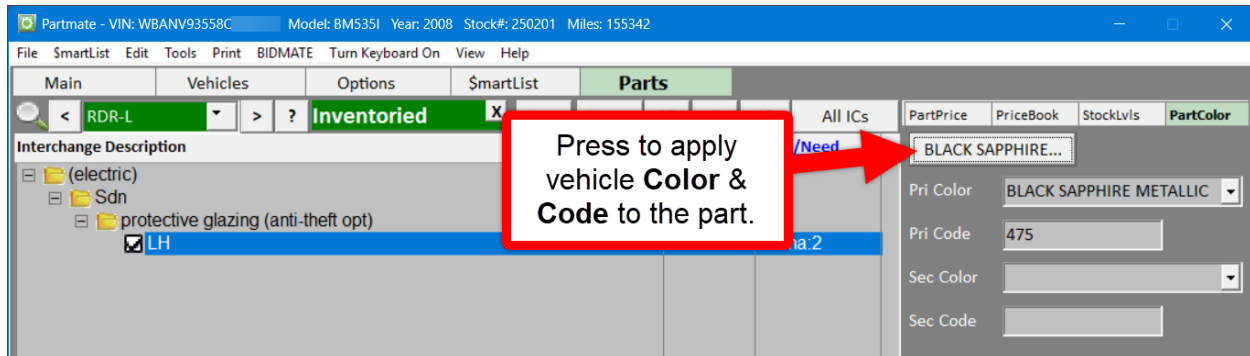 Partmate - VIN: WBANV93558C Model: BM535I Year: 2008 Stock#: 250201 Miles: 155342
File $martList Edit Tools Print BIDMATE Turn Keyboard On View Help
Main Vehicles Options $martList Parts
< RDR-L > ? Inventoried X All ICs
PartPrice PriceBook StockLvls PartColor
Interchange Description /Need
BLACK SAPPHIRE...
Press to apply
vehicle Color &
Code to the part.
(electric)
Sdn
protective glazing (anti-theft opt)
LH
Pri Color BLACK SAPPHIRE METALLIC
Pri Code 475
Sec Color
Sec Code